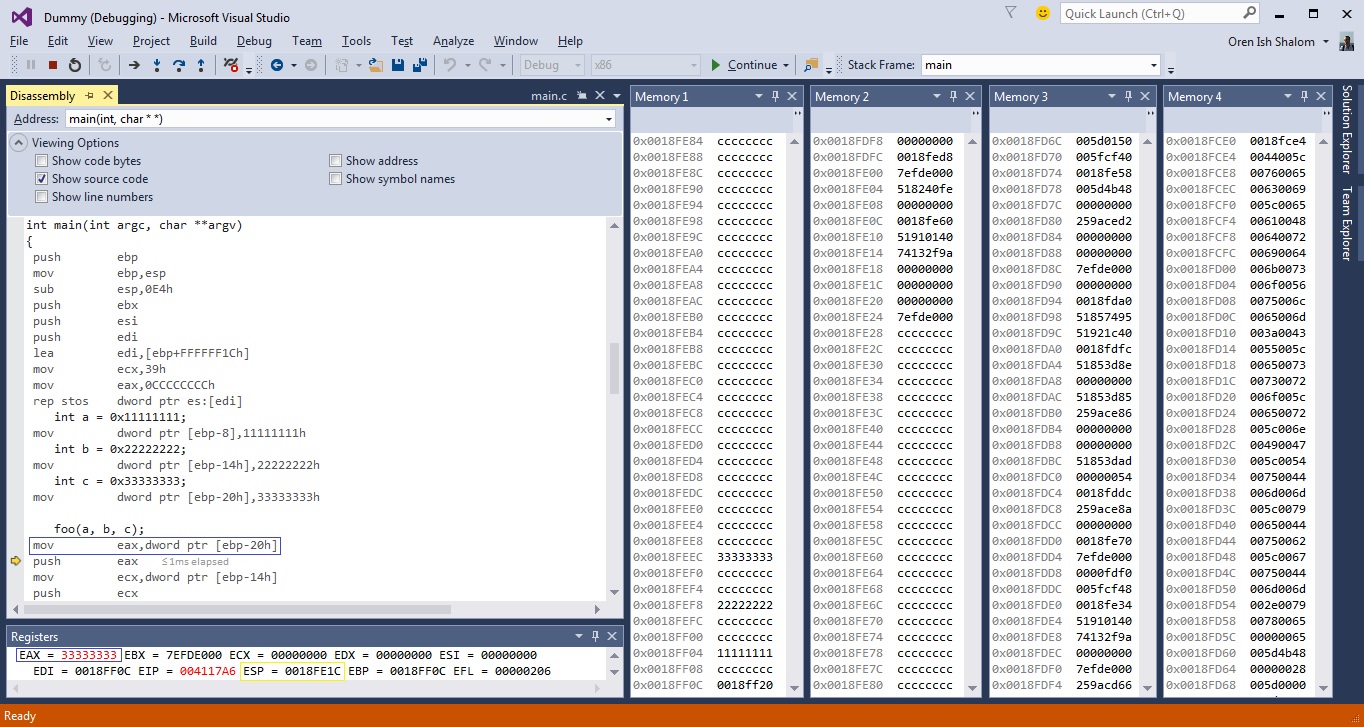 Dummy (Debugging) - Microsoft Visual Studio
Quick Launch (Ctrl+Q)
File Edit View Project Build Debug Team Tools Test Analyze Window Help
Oren Ish Shalom
Debug x86 Continue Stack Frame: main
Disassembly
main.c
Address: main(int, char * *)
Viewing Options
Show code bytes Show address
Show source code Show symbol names
Show line numbers
int main(int argc, char **argv)
{
push ebp
mov ebp,esp
sub esp,0E4h
push ebx
push esi
push edi
lea edi,[ebp+FFFFFF1Ch]
mov ecx,39h
mov eax,0CCCCCCCCh
rep stos dword ptr es:[edi]
int a = 0x11111111;
mov dword ptr [ebp-8],11111111h
int b = 0x22222222;
mov dword ptr [ebp-14h],22222222h
int c = 0x33333333;
mov dword ptr [ebp-20h],33333333h
foo(a, b, c);
mov eax,dword ptr [ebp-20h]
push eax ≤1ms elapsed
mov ecx,dword ptr [ebp-14h]
push ecx
Registers
EAX = 33333333 EBX = 7EFDE000 ECX = 00000000 EDX = 00000000 ESI = 00000000
EDI = 0018FF0C EIP = 004117A6 ESP = 0018FE1C EBP = 0018FF0C EFL = 00000206
Memory 1
0x0018FE84 cccccccc
0x0018FE88 cccccccc
0x0018FE8C cccccccc
0x0018FE90 cccccccc
0x0018FE94 cccccccc
0x0018FE98 cccccccc
0x0018FE9C cccccccc
0x0018FEA0 cccccccc
0x0018FEA4 cccccccc
0x0018FEA8 cccccccc
0x0018FEAC cccccccc
0x0018FEB0 cccccccc
0x0018FEB4 cccccccc
0x0018FEB8 cccccccc
0x0018FEBC cccccccc
0x0018FEC0 cccccccc
0x0018FEC4 cccccccc
0x0018FEC8 cccccccc
0x0018FECC cccccccc
0x0018FED0 cccccccc
0x0018FED4 cccccccc
0x0018FED8 cccccccc
0x0018FEDC cccccccc
0x0018FEE0 cccccccc
0x0018FEE4 cccccccc
0x0018FEE8 cccccccc
0x0018FEEC 33333333
0x0018FEF0 cccccccc
0x0018FEF4 cccccccc
0x0018FEF8 22222222
0x0018FEFC cccccccc
0x0018FF00 cccccccc
0x0018FF04 11111111
0x0018FF08 cccccccc
0x0018FF0C 0018ff20
Memory 2
0x0018FDF8 00000000
0x0018FDFC 0018fed8
0x0018FE00 7efde000
0x0018FE04 518240fe
0x0018FE08 00000000
0x0018FE0C 0018fe60
0x0018FE10 51910140
0x0018FE14 74132f9a
0x0018FE18 00000000
0x0018FE1C 00000000
0x0018FE20 00000000
0x0018FE24 7efde000
0x0018FE28 cccccccc
0x0018FE2C cccccccc
0x0018FE30 cccccccc
0x0018FE34 cccccccc
0x0018FE38 cccccccc
0x0018FE3C cccccccc
0x0018FE40 cccccccc
0x0018FE44 cccccccc
0x0018FE48 cccccccc
0x0018FE4C cccccccc
0x0018FE50 cccccccc
0x0018FE54 cccccccc
0x0018FE58 cccccccc
0x0018FE5C cccccccc
0x0018FE60 cccccccc
0x0018FE64 cccccccc
0x0018FE68 cccccccc
0x0018FE6C cccccccc
0x0018FE70 cccccccc
0x0018FE74 cccccccc
0x0018FE78 cccccccc
0x0018FE7C cccccccc
0x0018FE80 cccccccc
Memory 3
0x0018FD6C 005d0150
0x0018FD70 005fcf40
0x0018FD74 0018fe58
0x0018FD78 005d4b48
0x0018FD7C 00000000
0x0018FD80 259aced2
0x0018FD84 00000000
0x0018FD88 00000000
0x0018FD8C 7efde000
0x0018FD90 00000000
0x0018FD94 0018fda0
0x0018FD98 51857495
0x0018FD9C 51921c40
0x0018FDA0 0018fdfc
0x0018FDA4 51853d8e
0x0018FDA8 00000000
0x0018FDAC 51853d85
0x0018FDB0 259ace86
0x0018FDB4 00000000
0x0018FDB8 00000000
0x0018FDBC 51853dad
0x0018FDC0 00000054
0x0018FDC4 0018fddc
0x0018FDC8 259ace8a
0x0018FDCC 00000000
0x0018FDD0 0018fe70
0x0018FDD4 7efde000
0x0018FDD8 0000fdf0
0x0018FDDC 005fcf48
0x0018FDE0 0018fe34
0x0018FDE4 51910140
0x0018FDE8 74132f9a
0x0018FDEC 00000000
0x0018FDF0 7efde000
0x0018FDF4 259acd66
Memory 4
0x0018FCE0 0018fce4
0x0018FCE4 0044005c
0x0018FCE8 00760065
0x0018FCEC 00630069
0x0018FCF0 005c0065
0x0018FCF4 00610048
0x0018FCF8 00640072
0x0018FCFC 00690064
0x0018FD00 006b0073
0x0018FD04 006f0056
0x0018FD08 0075006c
0x0018FD0C 0065006d
0x0018FD10 003a0043
0x0018FD14 0055005c
0x0018FD18 00650073
0x0018FD1C 00730072
0x0018FD20 006f005c
0x0018FD24 00650072
0x0018FD28 005c006e
0x0018FD2C 00490047
0x0018FD30 005c0054
0x0018FD34 00750044
0x0018FD38 006d006d
0x0018FD3C 005c0079
0x0018FD40 00650044
0x0018FD44 00750062
0x0018FD48 005c0067
0x0018FD4C 00750044
0x0018FD50 006d006d
0x0018FD54 002e0079
0x0018FD58 00780065
0x0018FD5C 00000065
0x0018FD60 005d4b48
0x0018FD64 00000028
0x0018FD68 005d0000
Solution Explorer
Team Explorer
Ready